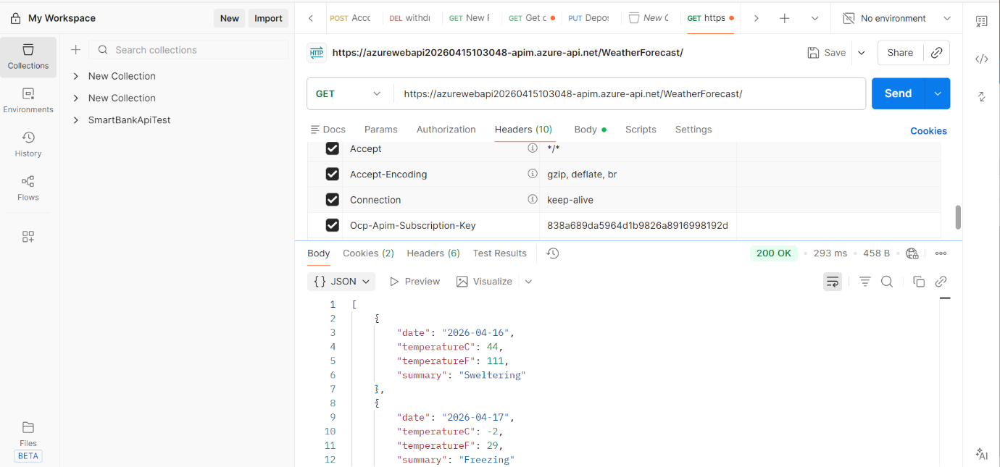 My Workspace New Import
POST Acco DEL withdr GET New F GET Get c PUT Depos New C GET https No environment
Collections
Search collections
HTTP https://azurewebapi20260415103048-apim.azure-api.net/WeatherForecast/ Save Share
New Collection
New Collection
SmartBankApiTest
Environments
History
Flows
Files
BETA
GET https://azurewebapi20260415103048-apim.azure-api.net/WeatherForecast/ Send
Docs Params Authorization Headers (10) Body Scripts Settings Cookies
Accept */*
Accept-Encoding gzip, deflate, br
Connection keep-alive
Ocp-Apim-Subscription-Key 838a689da5964d1b9826a8916998192d
Body Cookies (2) Headers (6) Test Results 200 OK 293 ms 458 B
{} JSON Preview Visualize
1 [
2 {
3 "date": "2026-04-16",
4 "temperatureC": 44,
5 "temperatureF": 111,
6 "summary": "Sweltering"
7 },
8 {
9 "date": "2026-04-17",
10 "temperatureC": -2,
11 "temperatureF": 29,
12 "summary": "Freezing"
AI